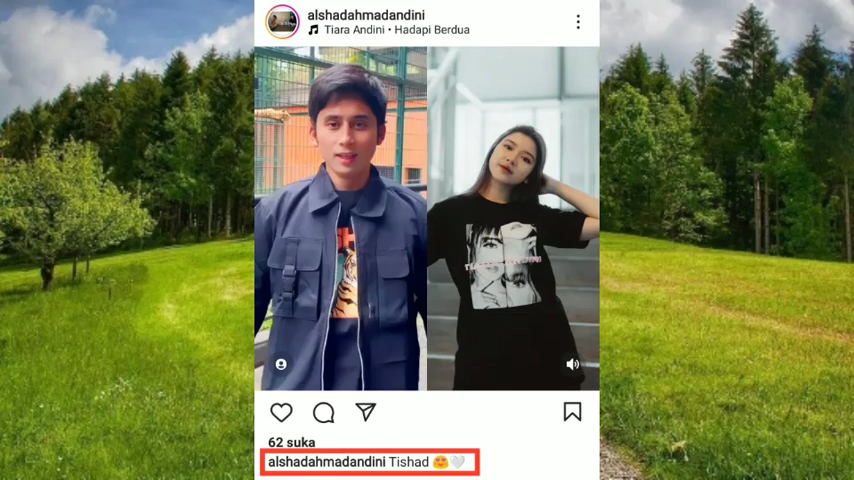 alshadahmadandini
Tiara Andini • Hadapi Berdua
62 suka
alshadahmadandini Tishad 😍🤍